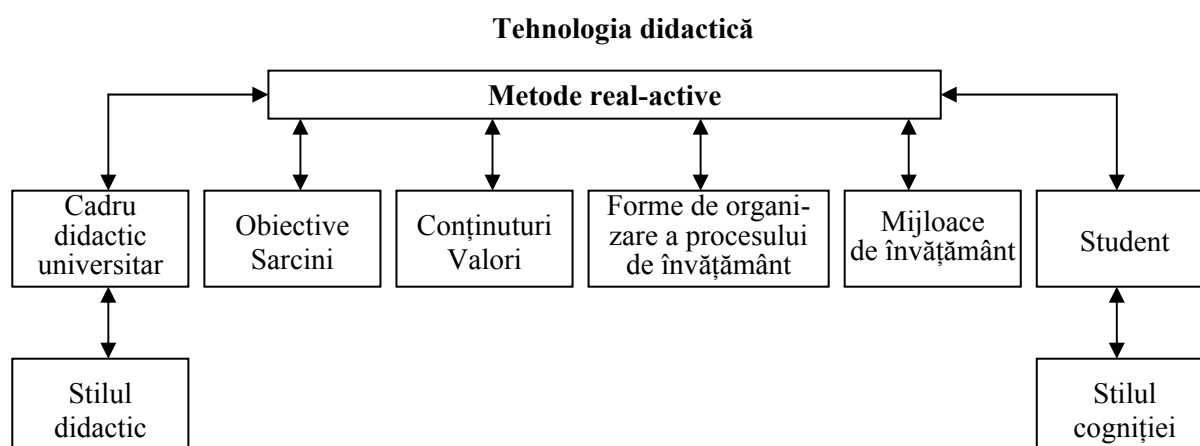 Tehnologia didactică
Metode real-active
Cadru
didactic
universitar
Obiective
Sarcini
Conținuturi
Valori
Forme de organi-
zare a procesului
de învățământ
Mijloace
de învățământ
Student
Stilul
didactic
Stilul
cogniției